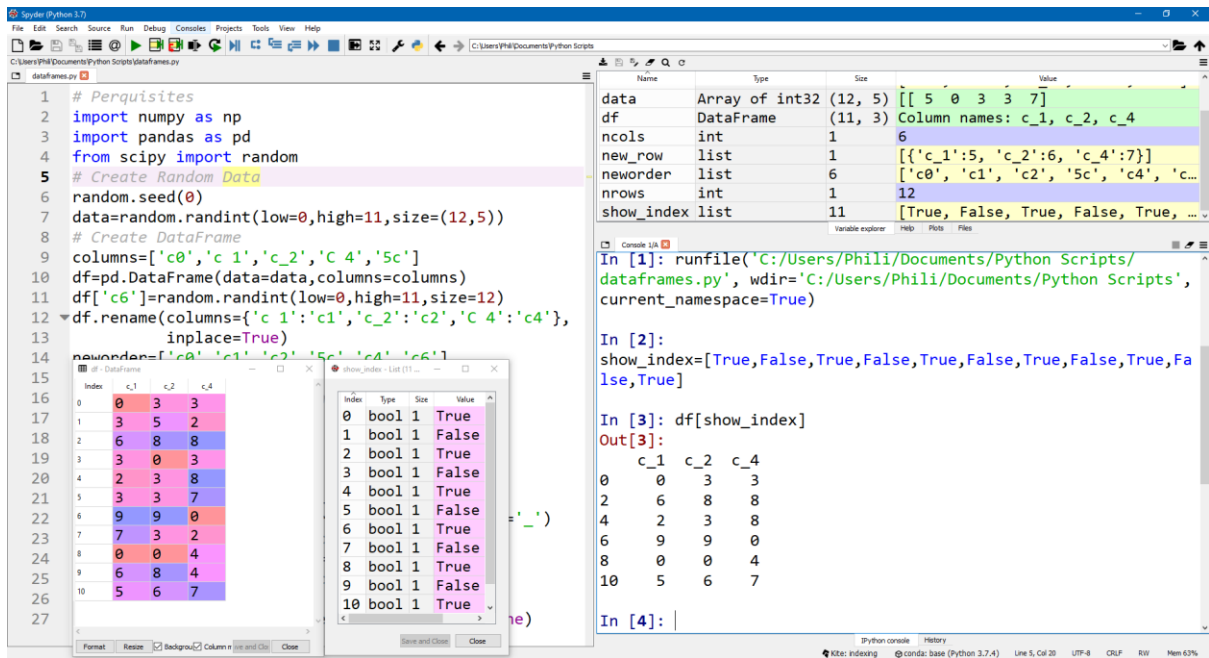 Spyder (Python 3.7)
File Edit Search Source Run Debug Consoles Projects Tools View Help
C:\Users\Phili\Documents\Python Scripts
C:\Users\Phili\Documents\Python Scripts\dataframes.py
dataframes.py
1 # Perquisites
2 import numpy as np
3 import pandas as pd
4 from scipy import random
5 # Create Random Data
6 random.seed(0)
7 data=random.randint(low=0,high=11,size=(12,5))
8 # Create DataFrame
9 columns=['c0','c 1','c_2','C 4','5c']
10 df=pd.DataFrame(data=data,columns=columns)
11 df['c6']=random.randint(low=0,high=11,size=12)
12 df.rename(columns={'c 1':'c1','c_2':'c2','C 4':'c4'},
13 inplace=True)
14 neworder=['c0','c1','c2','5c','c4','c6']
15
16
17
18
19
20
21
22 ='_')
23
24
25
26
27 ne)
df - DataFrame
Index c_1 c_2 c_4
0 0 3 3
1 3 5 2
2 6 8 8
3 3 0 3
4 2 3 8
5 3 3 7
6 9 9 0
7 7 3 2
8 0 0 4
9 6 8 4
10 5 6 7
Format Resize Backgrou Column m ve and Clo Close
show_index - List (11 ...
Index Type Size Value
0 bool 1 True
1 bool 1 False
2 bool 1 True
3 bool 1 False
4 bool 1 True
5 bool 1 False
6 bool 1 True
7 bool 1 False
8 bool 1 True
9 bool 1 False
10 bool 1 True
Save and Close Close
Name Type Size Value
data Array of int32 (12, 5) [[ 5 0 3 3 7]
df DataFrame (11, 3) Column names: c_1, c_2, c_4
ncols int 1 6
new_row list 1 [{'c_1':5, 'c_2':6, 'c_4':7}]
neworder list 6 ['c0', 'c1', 'c2', '5c', 'c4', 'c...
nrows int 1 12
show_index list 11 [True, False, True, False, True, ...
Variable explorer Help Plots Files
Console 1/A
In [1]: runfile('C:/Users/Phili/Documents/Python Scripts/
dataframes.py', wdir='C:/Users/Phili/Documents/Python Scripts',
current_namespace=True)
In [2]:
show_index=[True,False,True,False,True,False,True,False,True,Fa
lse,True]
In [3]: df[show_index]
Out[3]:
c_1 c_2 c_4
0 0 3 3
2 6 8 8
4 2 3 8
6 9 9 0
8 0 0 4
10 5 6 7
In [4]:
IPython console History
Kite: indexing conda: base (Python 3.7.4) Line 5, Col 20 UTF-8 CRLF RW Mem 63%